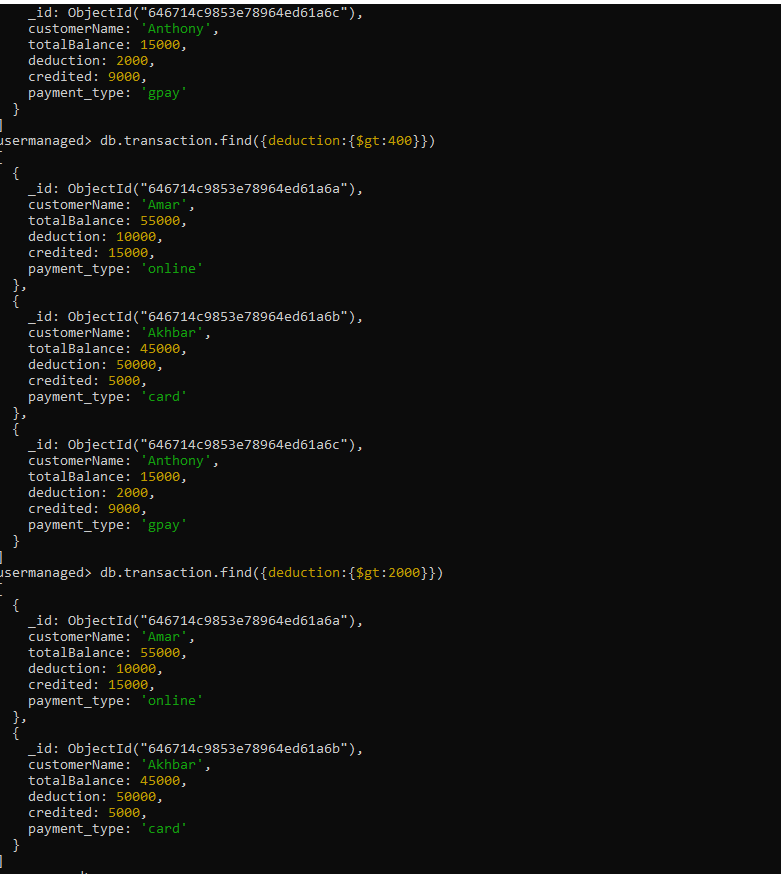 _id: ObjectId("646714c9853e78964ed61a6c"),
customerName: 'Anthony',
totalBalance: 15000,
deduction: 2000,
credited: 9000,
payment_type: 'gpay'
}
]
usermanaged> db.transaction.find({deduction:{$gt:400}})
[
{
_id: ObjectId("646714c9853e78964ed61a6a"),
customerName: 'Amar',
totalBalance: 55000,
deduction: 10000,
credited: 15000,
payment_type: 'online'
},
{
_id: ObjectId("646714c9853e78964ed61a6b"),
customerName: 'Akhbar',
totalBalance: 45000,
deduction: 50000,
credited: 5000,
payment_type: 'card'
},
{
_id: ObjectId("646714c9853e78964ed61a6c"),
customerName: 'Anthony',
totalBalance: 15000,
deduction: 2000,
credited: 9000,
payment_type: 'gpay'
}
]
usermanaged> db.transaction.find({deduction:{$gt:2000}})
[
{
_id: ObjectId("646714c9853e78964ed61a6a"),
customerName: 'Amar',
totalBalance: 55000,
deduction: 10000,
credited: 15000,
payment_type: 'online'
},
{
_id: ObjectId("646714c9853e78964ed61a6b"),
customerName: 'Akhbar',
totalBalance: 45000,
deduction: 50000,
credited: 5000,
payment_type: 'card'
}
]